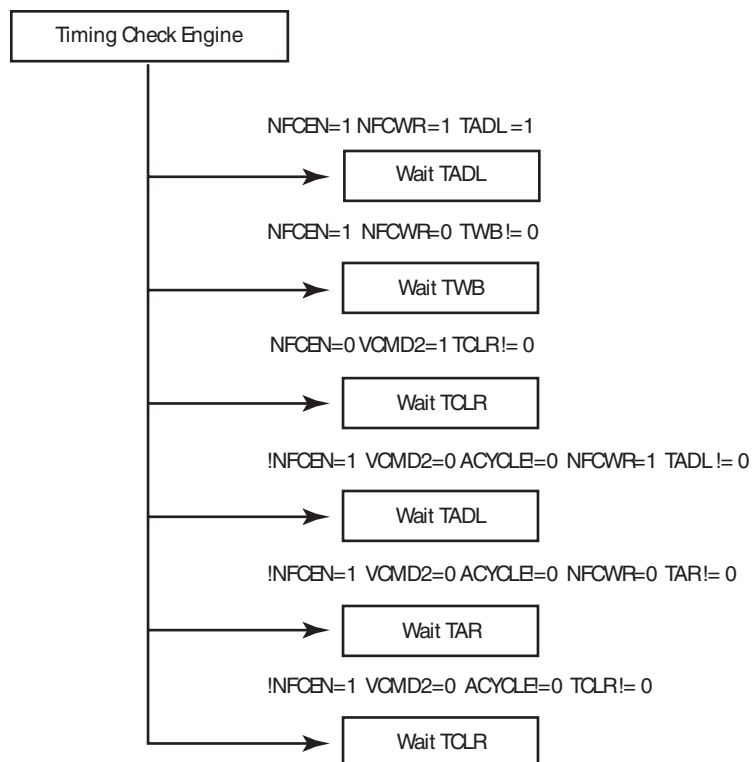 Timing Check Engine
NFCEN=1 NFCWR=1 TADL=1
Wait TADL
NFCEN=1 NFCWR=0 TWB != 0
Wait TWB
NFCEN=0 VCMD2=1 TCLR != 0
Wait TCLR
!NFCEN=1 VCMD2=0 ACYCLE!=0 NFCWR=1 TADL != 0
Wait TADL
!NFCEN=1 VCMD2=0 ACYCLE!=0 NFCWR=0 TAR != 0
Wait TAR
!NFCEN=1 VCMD2=0 ACYCLE!=0 TCLR != 0
Wait TCLR